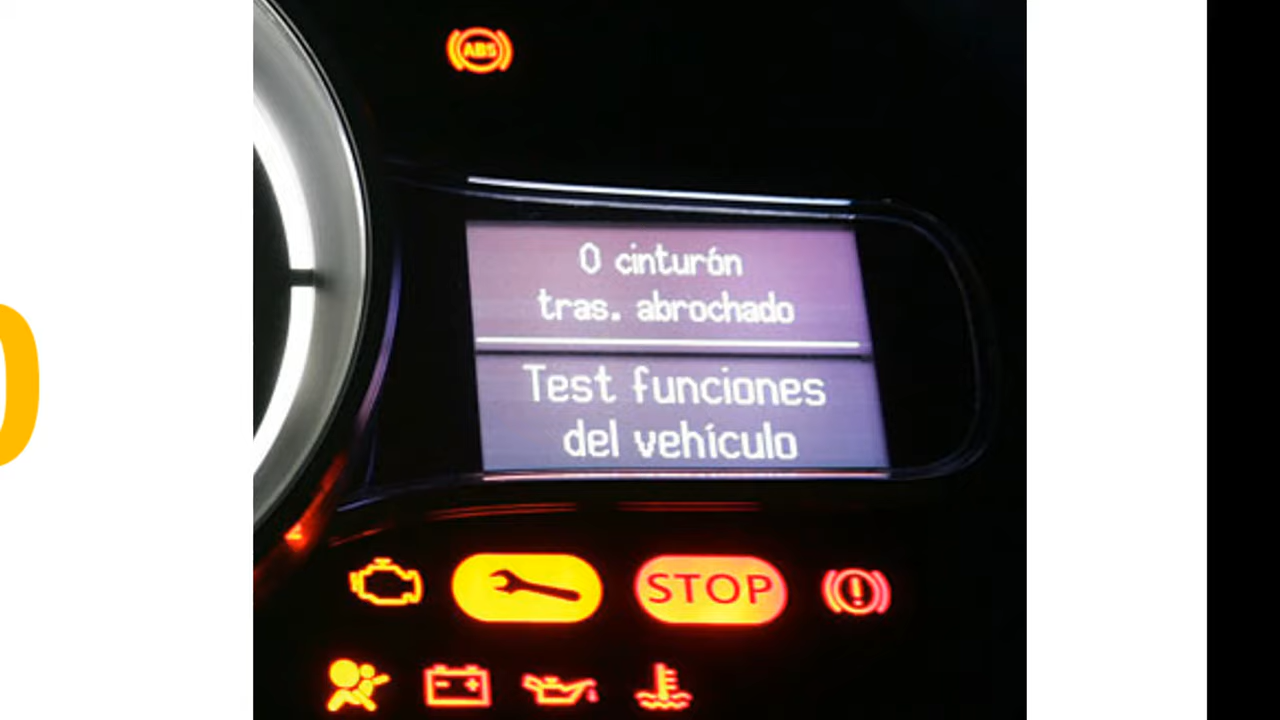 ABS
0 cinturón
tras. abrochado
Test funciones
del vehículo
STOP